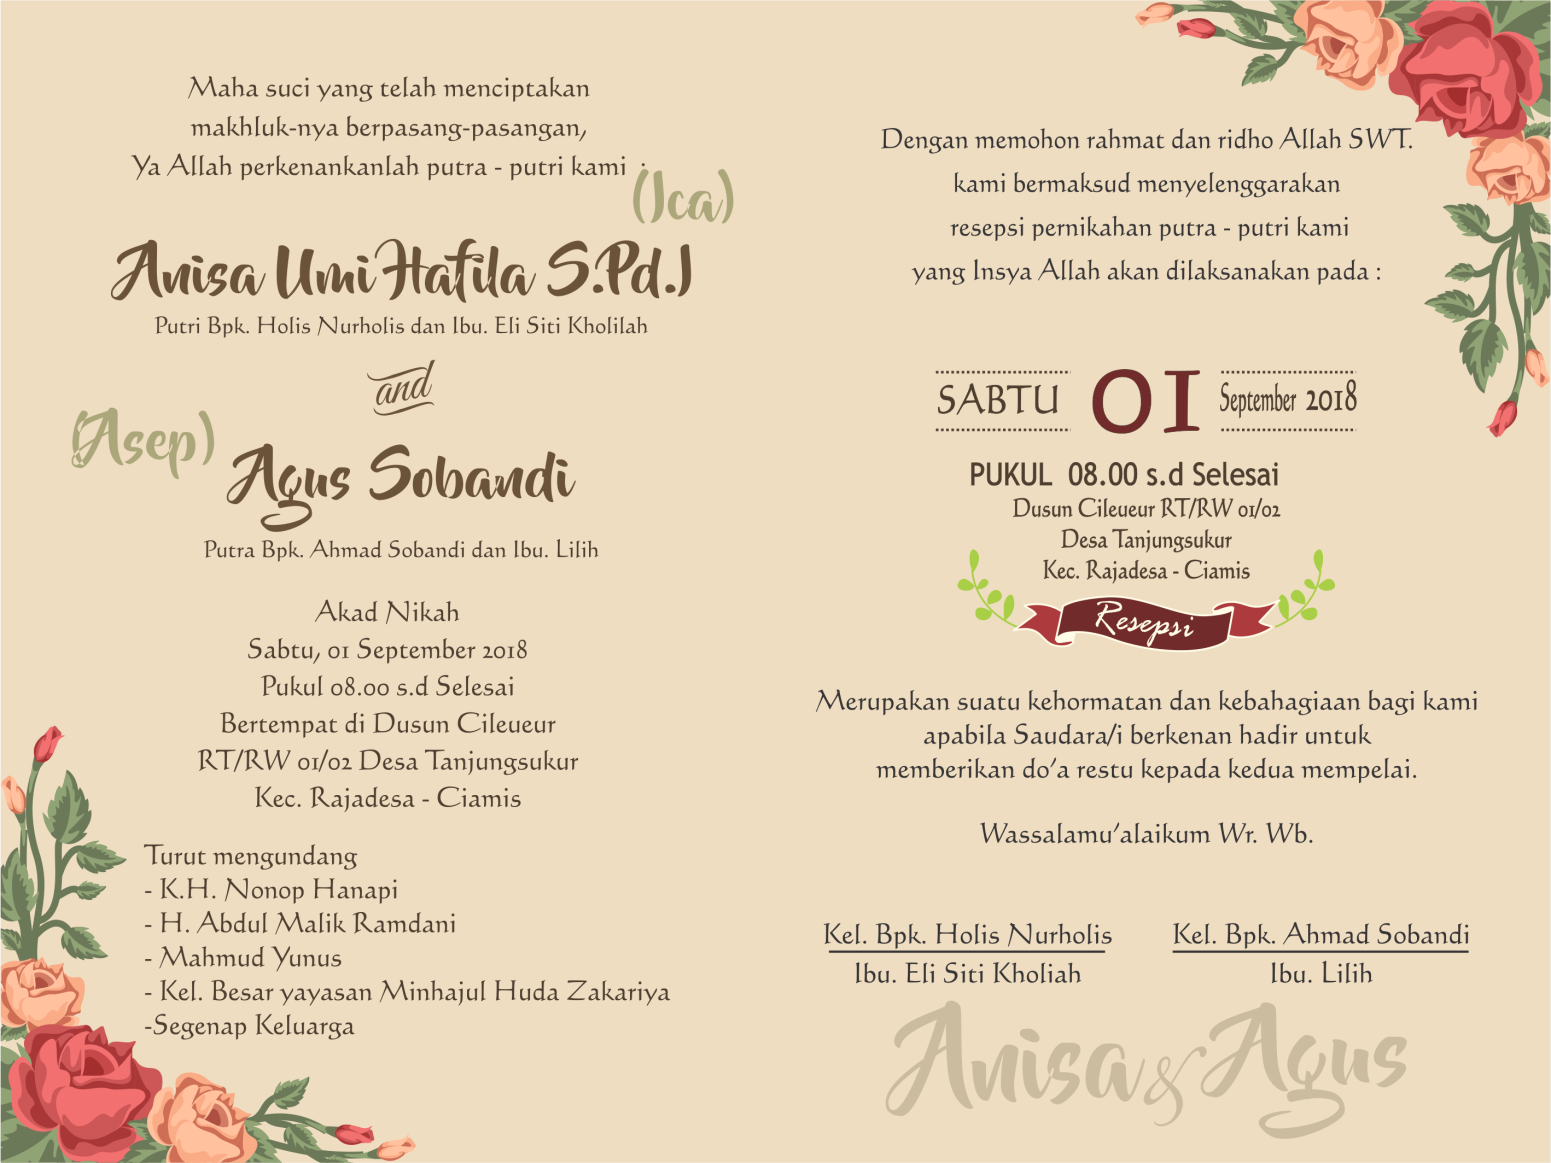 Maha suci yang telah menciptakan
makhluk-nya berpasang-pasangan,
Ya Allah perkenankanlah putra - putri kami :
(Ica)
Anisa Umi Hafila S.Pd.I
Putri Bpk. Holis Nurholis dan Ibu. Eli Siti Kholilah
and
(Asep)
Agus Sobandi
Putra Bpk. Ahmad Sobandi dan Ibu. Lilih
Akad Nikah
Sabtu, 01 September 2018
Pukul 08.00 s.d Selesai
Bertempat di Dusun Cileueur
RT/RW 01/02 Desa Tanjungsukur
Kec. Rajadesa - Ciamis
Turut mengundang
- K.H. Nonop Hanapi
- H. Abdul Malik Ramdani
- Mahmud Yunus
- Kel. Besar yayasan Minhajul Huda Zakariya
-Segenap Keluarga
Dengan memohon rahmat dan ridho Allah SWT.
kami bermaksud menyelenggarakan
resepsi pernikahan putra - putri kami
yang Insya Allah akan dilaksanakan pada :
SABTU 01 September 2018
PUKUL 08.00 s.d Selesai
Dusun Cileueur RT/RW 01/02
Desa Tanjungsukur
Kec. Rajadesa - Ciamis
Resepsi
Merupakan suatu kehormatan dan kebahagiaan bagi kami
apabila Saudara/i berkenan hadir untuk
memberikan do'a restu kepada kedua mempelai.
Wassalamu'alaikum Wr. Wb.
Kel. Bpk. Holis Nurholis
Ibu. Eli Siti Kholiah
Kel. Bpk. Ahmad Sobandi
Ibu. Lilih
Anisa & Agus